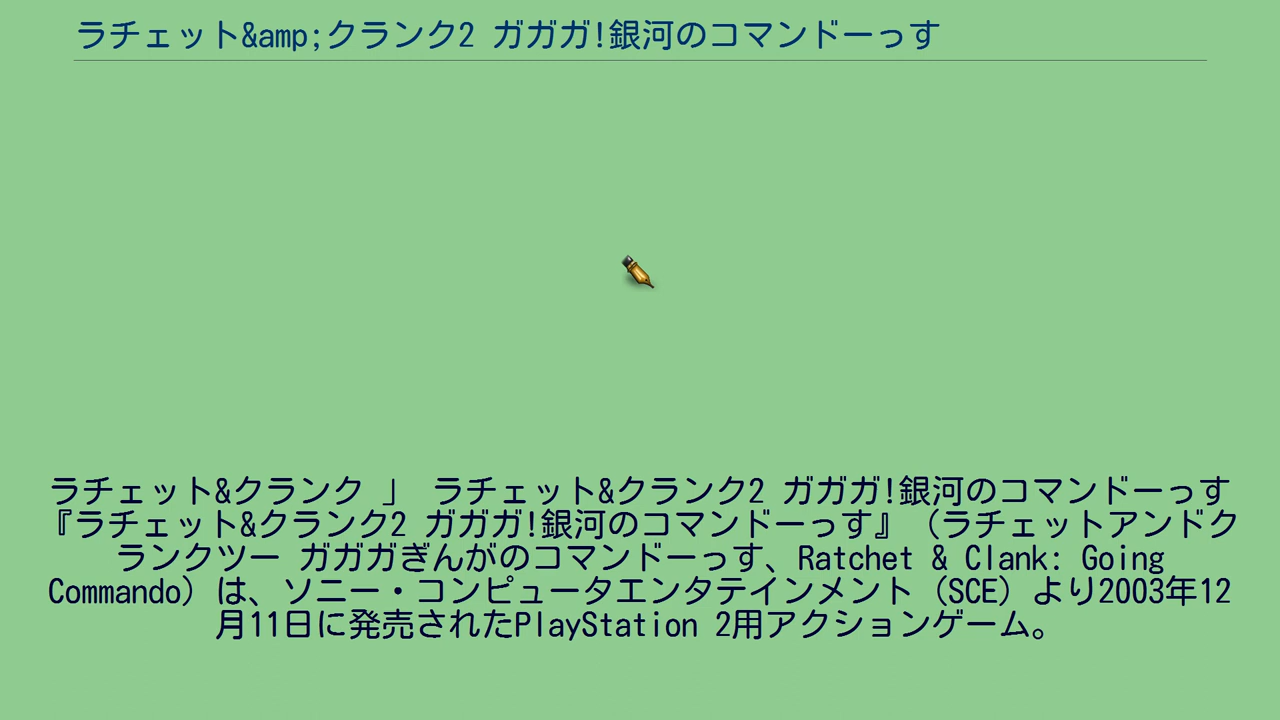 ラチェット&amp;クランク2 ガガガ!銀河のコマンドーっす
ラチェット&クランク 」 ラチェット&クランク2 ガガガ!銀河のコマンドーっす
『ラチェット&クランク2 ガガガ!銀河のコマンドーっす』（ラチェットアンドク
ランクツー ガガガぎんがのコマンドーっす、Ratchet & Clank: Going
Commando）は、ソニー・コンピュータエンタテインメント（SCE）より2003年12
月11日に発売されたPlayStation 2用アクションゲーム。